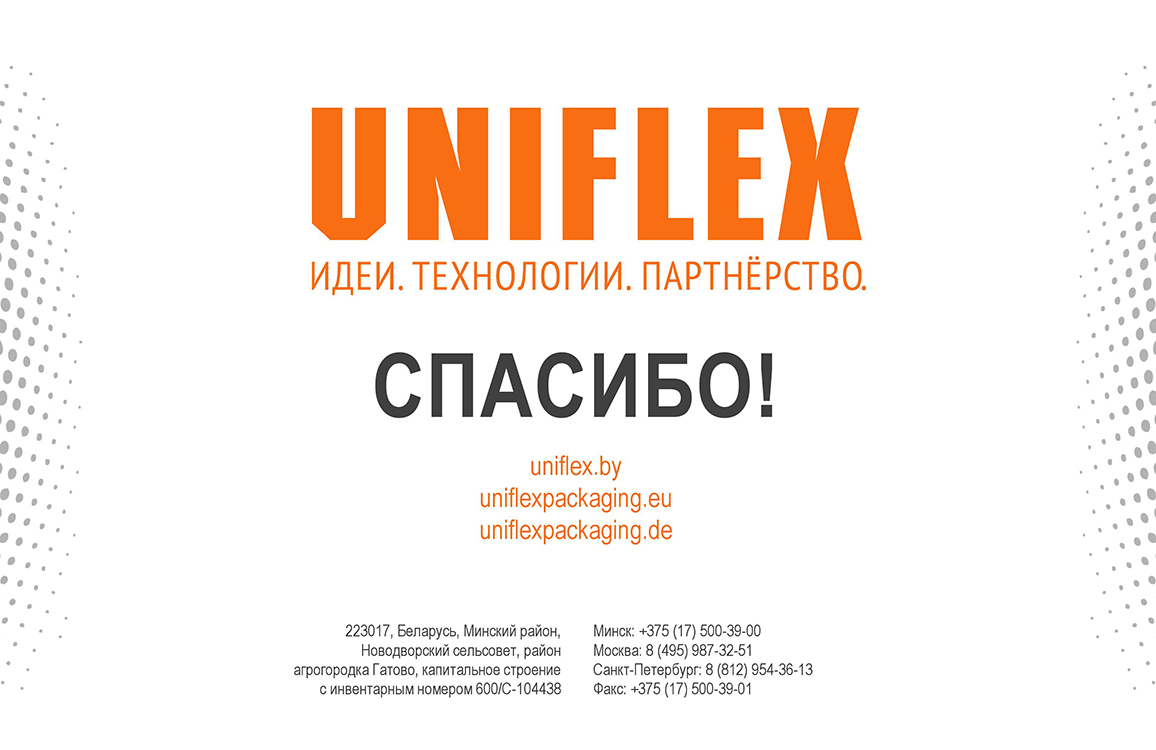 UNIFLEX
ИДЕИ. ТЕХНОЛОГИИ. ПАРТНЁРСТВО.
СПАСИБО!
uniflex.by
uniflexpackaging.eu
uniflexpackaging.de
223017, Беларусь, Минский район,
Новодворский сельсовет, район
агрогородка Гатово, капитальное строение
с инвентарным номером 600/С-104438
Минск: +375 (17) 500-39-00
Москва: 8 (495) 987-32-51
Санкт-Петербург: 8 (812) 954-36-13
Факс: +375 (17) 500-39-01